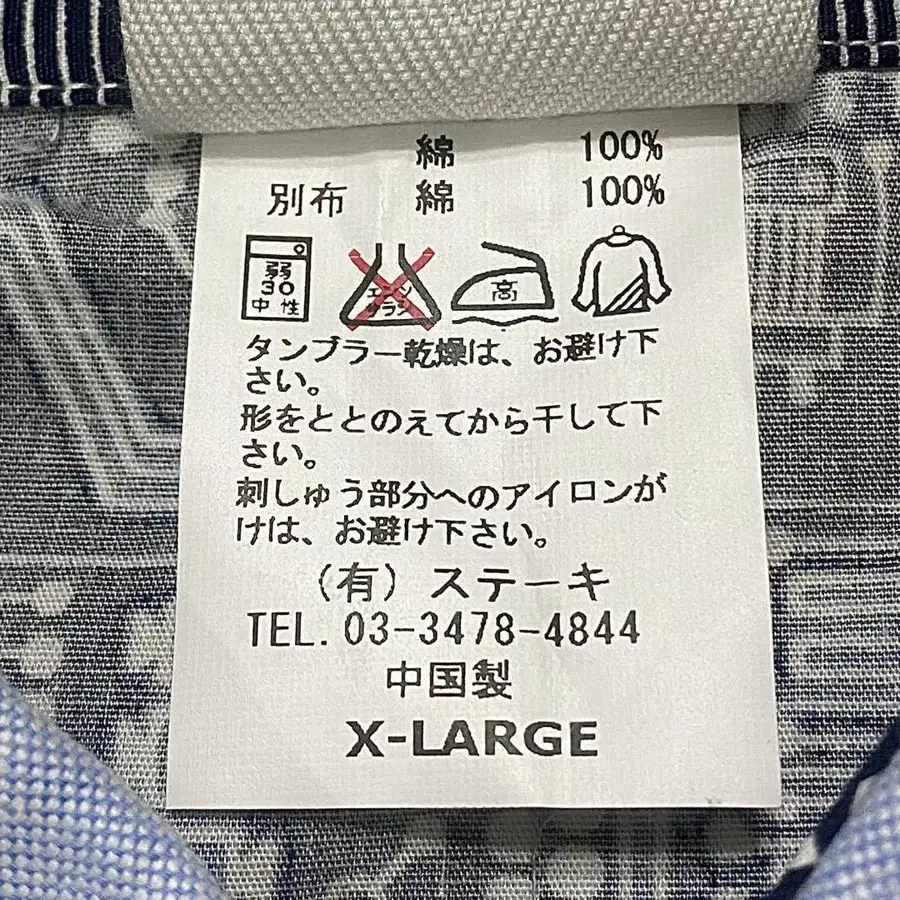 綿 100%
別布 綿 100%
弱
30
中性
エンソ
サラシ
高
タンブラー乾燥は、お避け下
さい。
形をととのえてから干して下
さい。
刺しゅう部分へのアイロンが
けは、お避け下さい。
(有) ステーキ
TEL. 03-3478-4844
中国製
X-LARGE